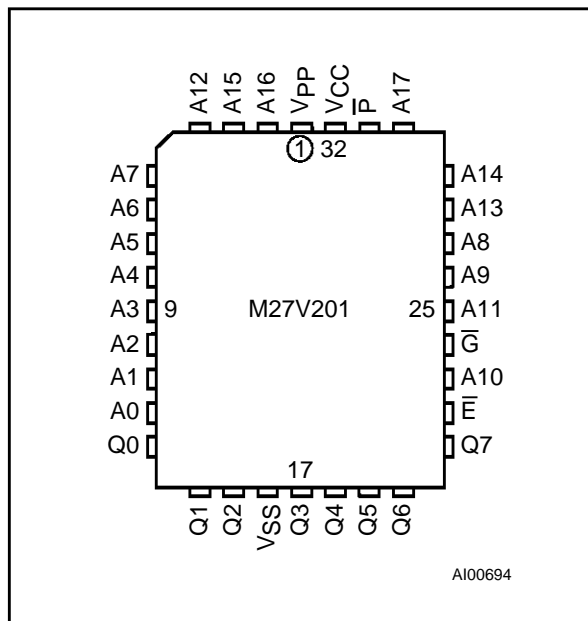 A12 A15 A16 VPP VCC P̅ A17
1 32
A7 A14
A6 A13
A5 A8
A4 A9
A3 9 M27V201 25 A11
A2 G̅
A1 A10
A0 E̅
Q0 Q7
17
Q1 Q2 VSS Q3 Q4 Q5 Q6
AI00694